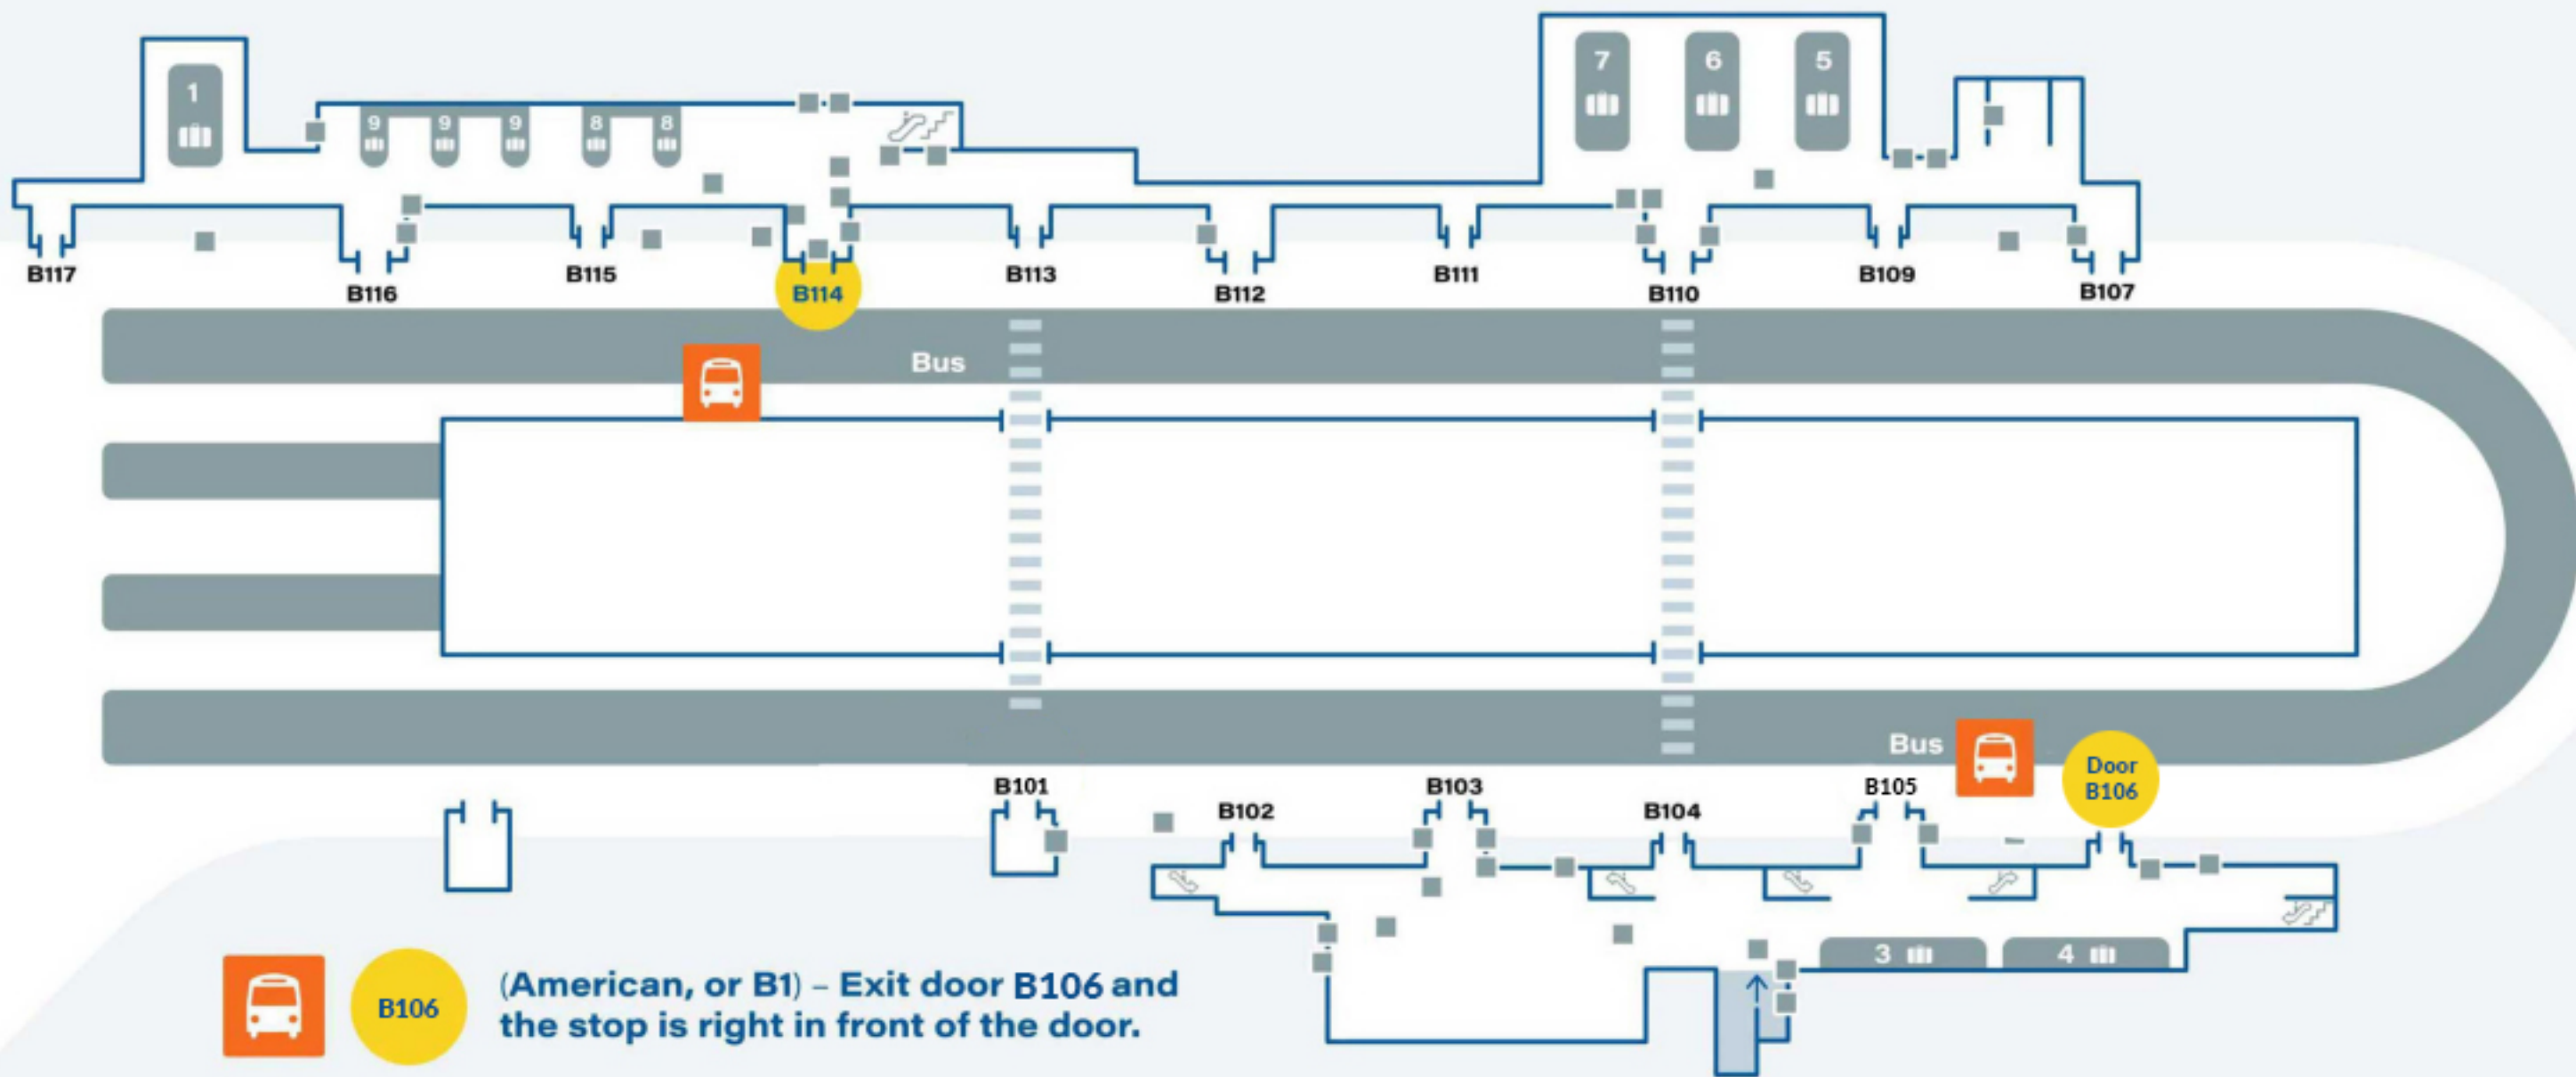 7
6
5
1
9
9
9
8
8
B117
B116
B115
B114
B113
B112
B111
B110
B109
B107
Bus
Bus
Door
B106
B101
B102
B103
B104
B105
3
4
B106
(American, or B1) – Exit door B106 and
the stop is right in front of the door.